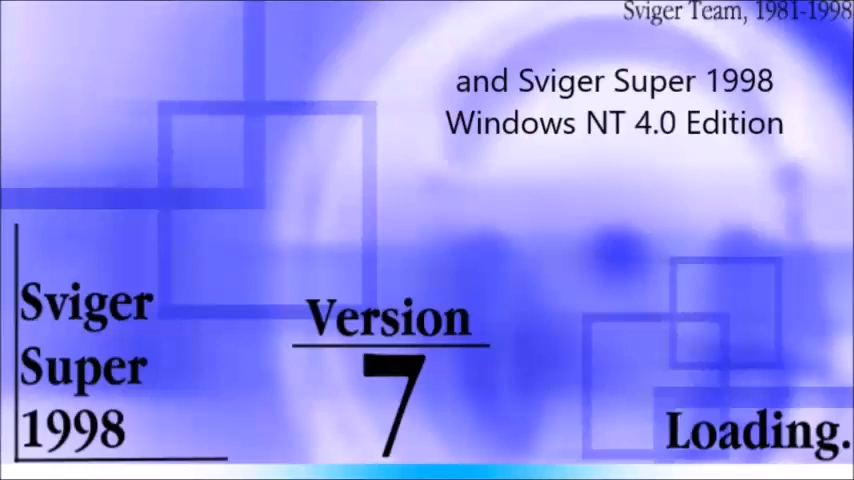 Sviger Team, 1981-1998
and Sviger Super 1998
Windows NT 4.0 Edition
Sviger
Super
1998
Version
7
Loading.